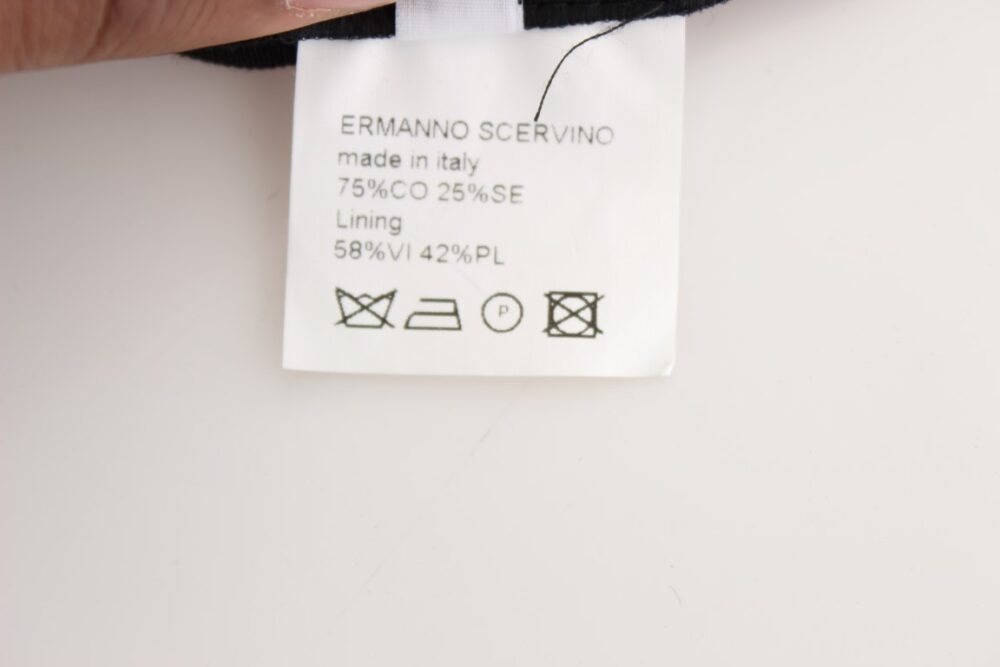 ERMANNO SCERVINO
made in italy
75%CO 25%SE
Lining
58%VI 42%PL
P